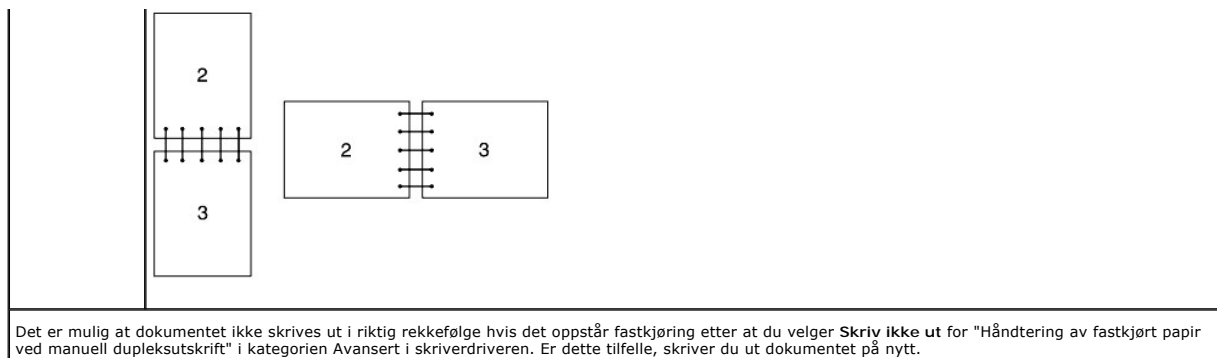 2
2 3
3
Det er mulig at dokumentet ikke skrives ut i riktig rekkefølge hvis det oppstår fastkjøring etter at du velger Skriv ikke ut for "Håndtering av fastkjørt papir
ved manuell dupleksutskrift" i kategorien Avansert i skriverdriveren. Er dette tilfelle, skriver du ut dokumentet på nytt.